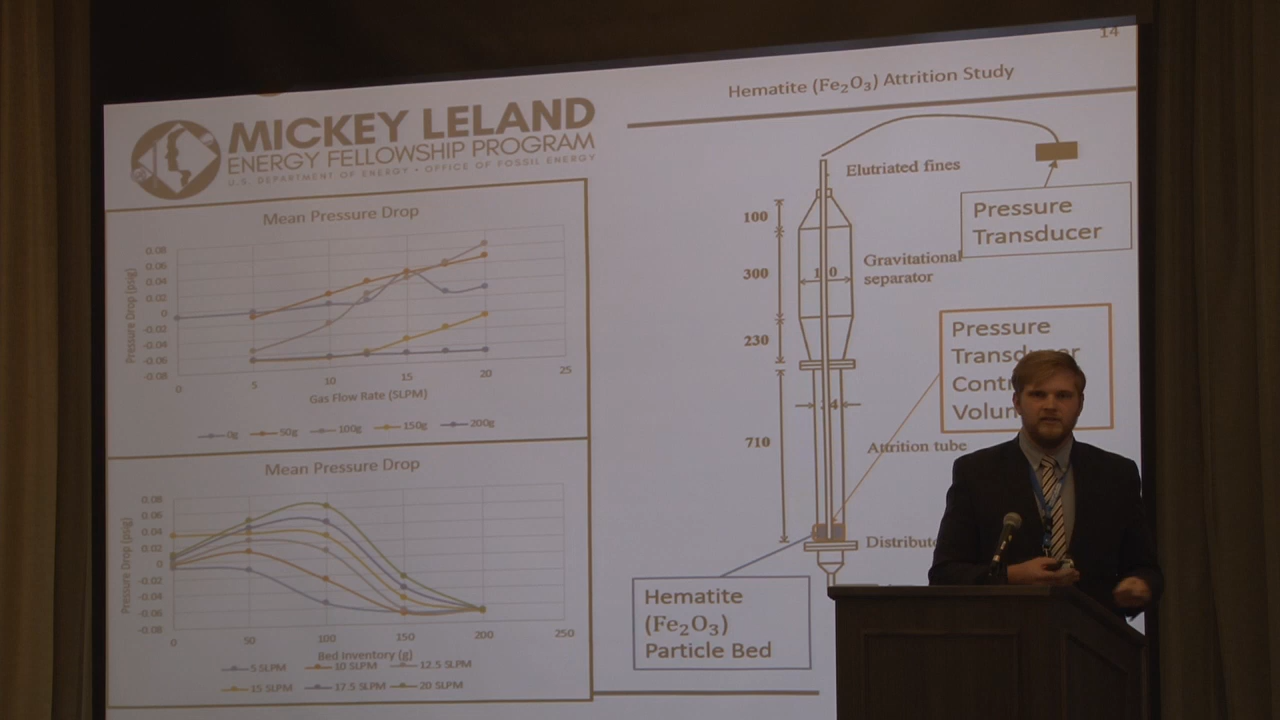 14
Hematite (Fe₂O₃) Attrition Study
MICKEY LELAND
ENERGY FELLOWSHIP PROGRAM
U.S. DEPARTMENT OF ENERGY • OFFICE OF FOSSIL ENERGY
Mean Pressure Drop
Pressure Drop (psig)
0.08
0.06
0.04
0.02
0
-0.02
-0.04
-0.06
-0.08
0 5 10 15 20 25
Gas Flow Rate (SLPM)
0g 50g 100g 150g 200g
Mean Pressure Drop
Pressure Drop (psig)
0.08
0.06
0.04
0.02
0
-0.02
-0.04
-0.06
-0.08
0 50 100 150 200 250
Bed Inventory (g)
5 SLPM 10 SLPM 12.5 SLPM
15 SLPM 17.5 SLPM 20 SLPM
Elutriated fines
Pressure
Transducer
100
300
Gravitational
separator
230
Pressure
710
Attrition tube
Hematite
(Fe₂O₃)
Particle Bed